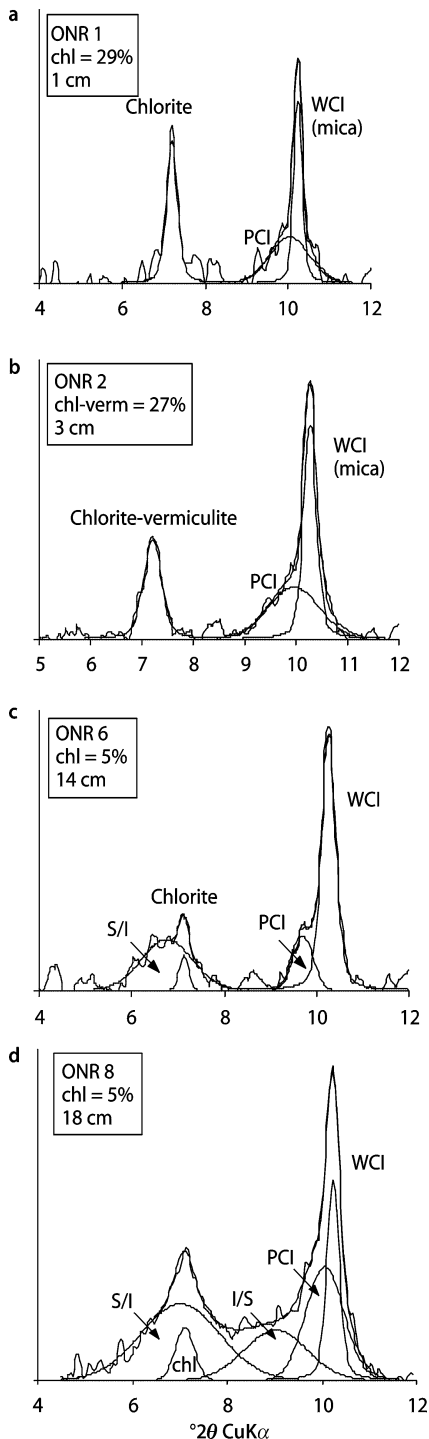 a
ONR 1
chl = 29%
1 cm
Chlorite
WCI
(mica)
PCI
4 6 8 10 12
b
ONR 2
chl-verm = 27%
3 cm
WCI
(mica)
Chlorite-vermiculite
PCI
5 6 7 8 9 10 11 12
c
ONR 6
chl = 5%
14 cm
WCI
Chlorite
S/I
PCI
4 6 8 10 12
d
ONR 8
chl = 5%
18 cm
WCI
PCI
S/I
I/S
chl
4 6 8 10 12
°2θ CuKα